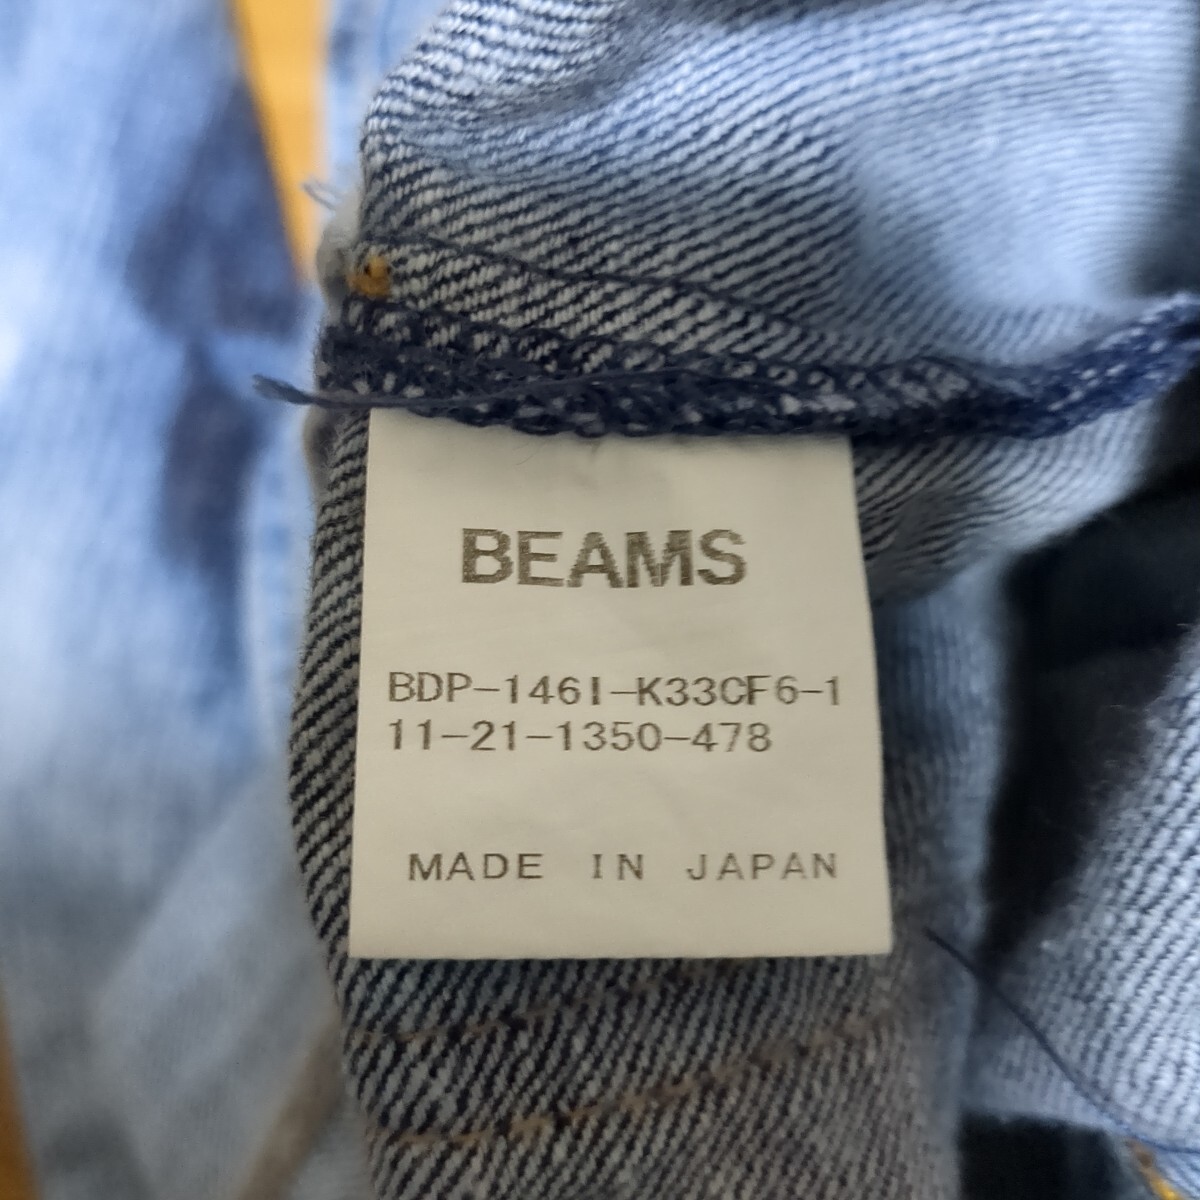 BEAMS
BDP-146I-K33CF6-1
11-21-1350-478
MADE IN JAPAN